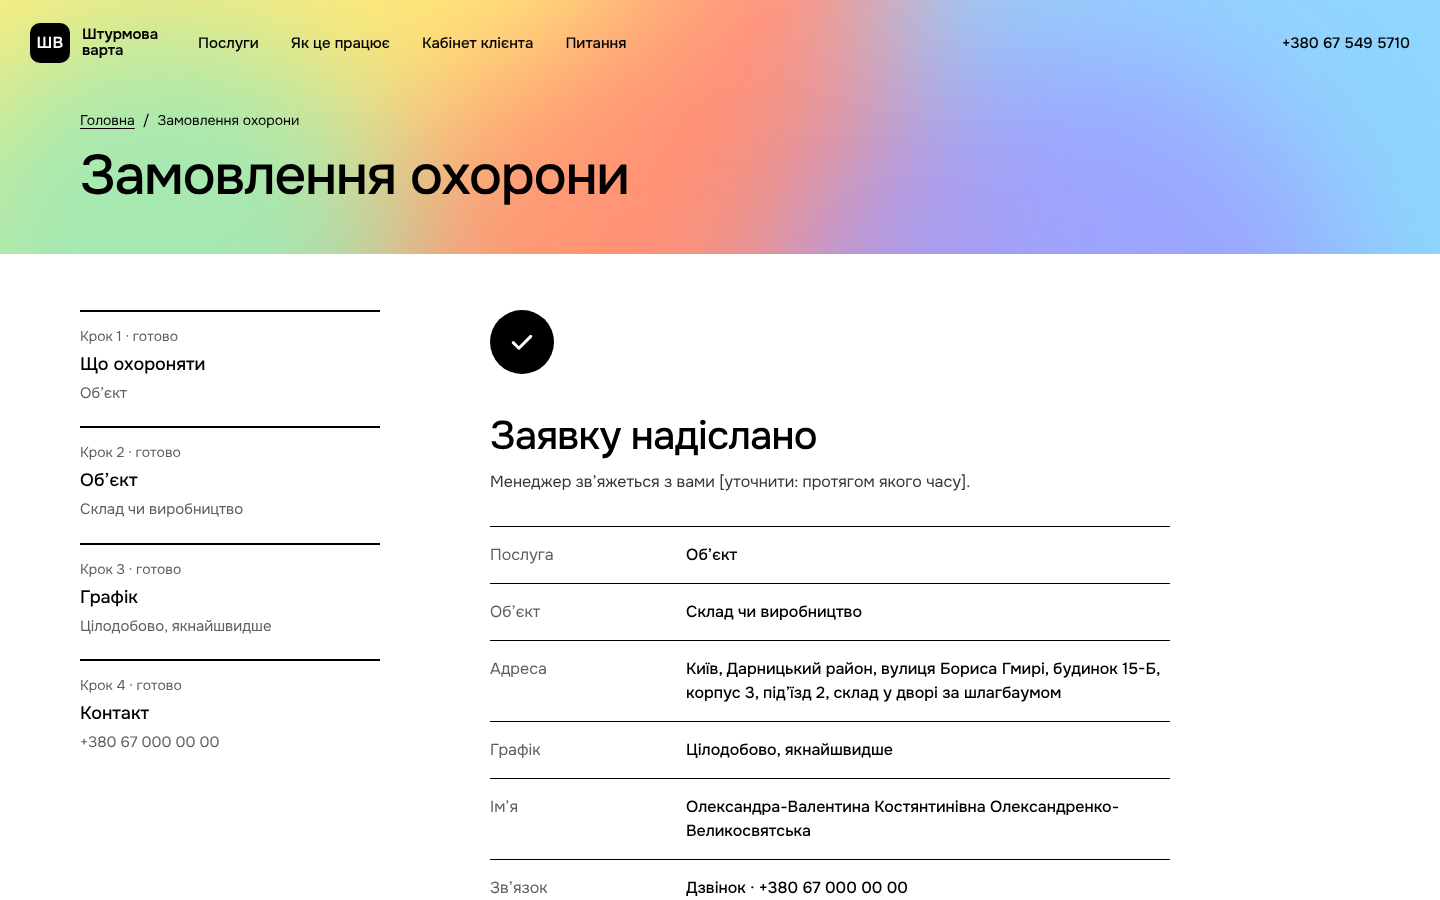 ШВ
Штурмова
варта
Послуги
Як це працює
Кабінет клієнта
Питання
+380 67 549 5710
Головна / Замовлення охорони
Замовлення охорони
Крок 1 · готово
Що охороняти
Об’єкт
Крок 2 · готово
Об’єкт
Склад чи виробництво
Крок 3 · готово
Графік
Цілодобово, якнайшвидше
Крок 4 · готово
Контакт
+380 67 000 00 00
Заявку надіслано
Менеджер зв’яжеться з вами [уточнити: протягом якого часу].
Послуга
Об’єкт
Об’єкт
Склад чи виробництво
Адреса
Київ, Дарницький район, вулиця Бориса Гмирі, будинок 15-Б,
корпус 3, під’їзд 2, склад у дворі за шлагбаумом
Графік
Цілодобово, якнайшвидше
Ім’я
Олександра-Валентина Костянтинівна Олександренко-
Великосвятська
Зв’язок
Дзвінок · +380 67 000 00 00